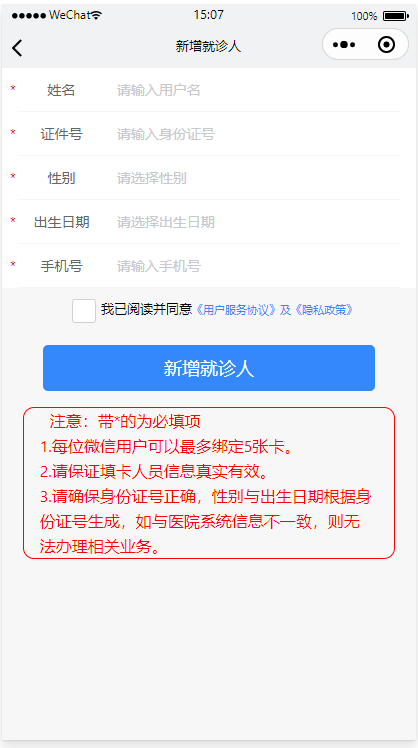 WeChat 15:07 100%
新增就诊人
* 姓名 请输入用户名
* 证件号 请输入身份证号
* 性别 请选择性别
* 出生日期 请选择出生日期
* 手机号 请输入手机号
我已阅读并同意《用户服务协议》及《隐私政策》
新增就诊人
注意：带*的为必填项
1.每位微信用户可以最多绑定5张卡。
2.请保证填卡人员信息真实有效。
3.请确保身份证号正确，性别与出生日期根据身
份证号生成，如与医院系统信息不一致，则无
法办理相关业务。